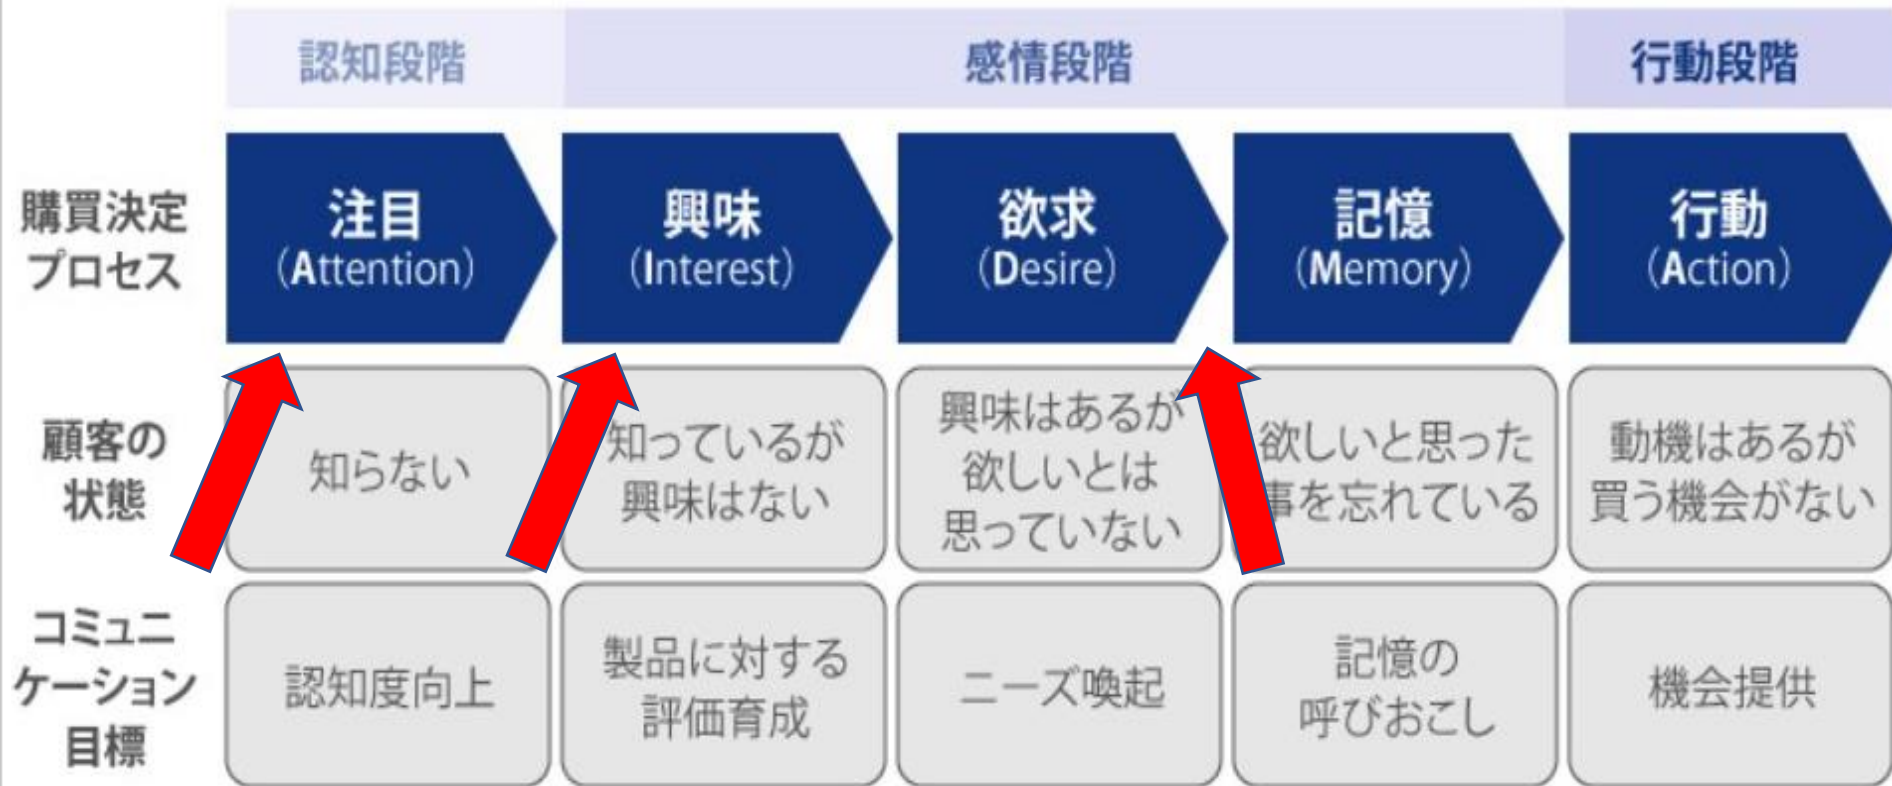 認知段階
感情段階
行動段階
購買決定
プロセス
注目
(Attention)
興味
(Interest)
欲求
(Desire)
記憶
(Memory)
行動
(Action)
顧客の
状態
知らない
知っているが
興味はない
興味はあるが
欲しいとは
思っていない
欲しいと思った
事を忘れている
動機はあるが
買う機会がない
コミュニ
ケーション
目標
認知度向上
製品に対する
評価育成
ニーズ喚起
記憶の
呼びおこし
機会提供